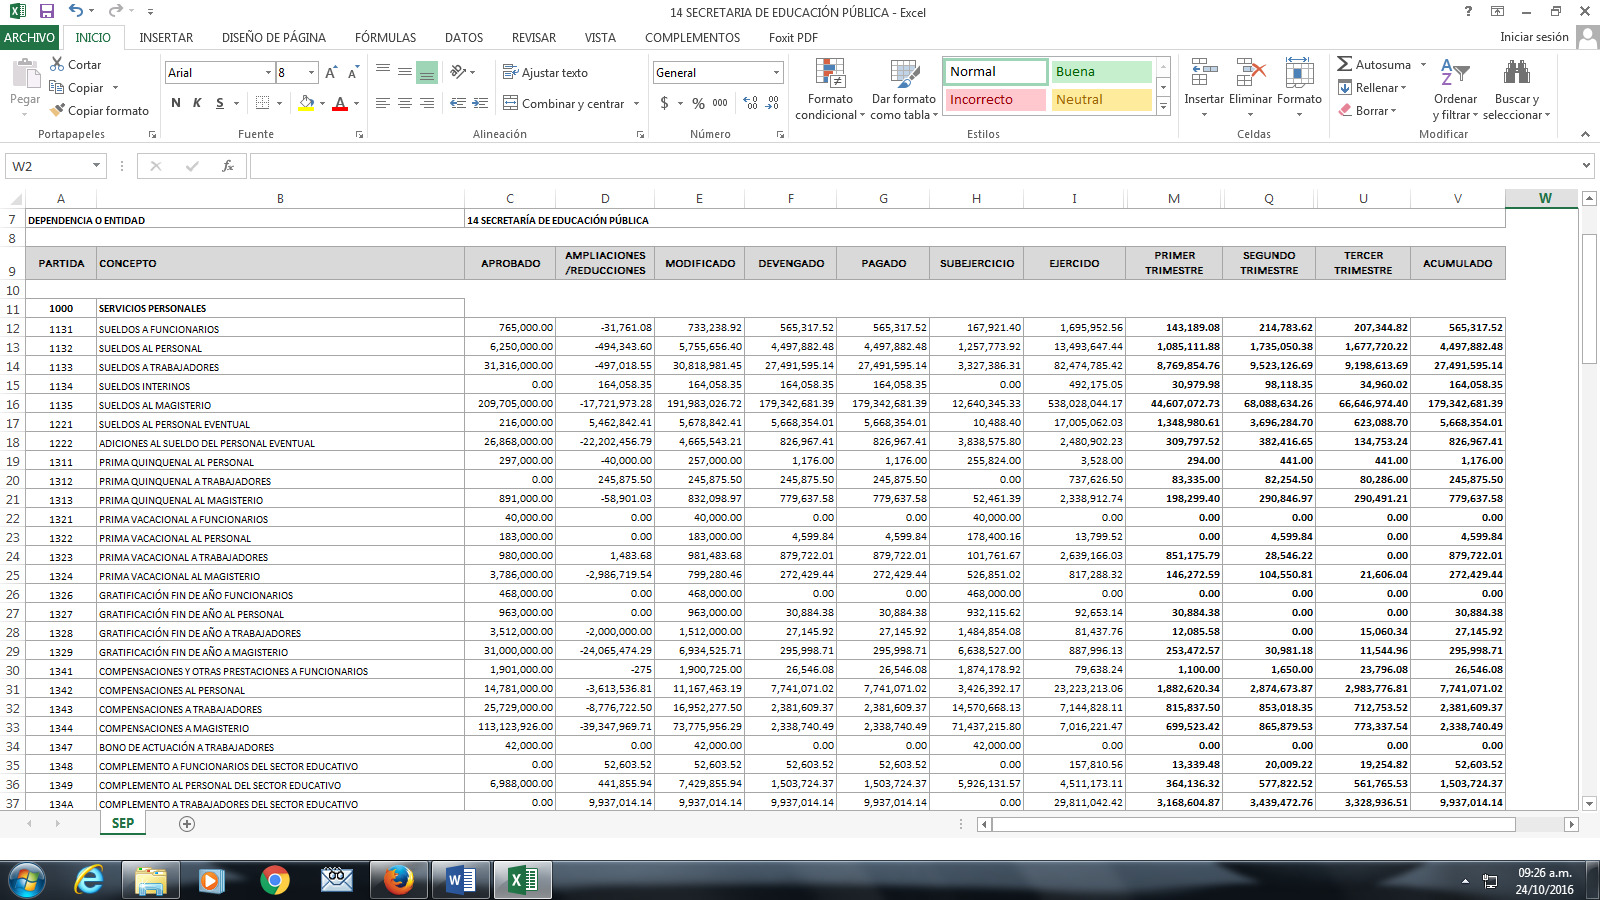 14 SECRETARIA DE EDUCACIÓN PÚBLICA - Excel
ARCHIVO INICIO INSERTAR DISEÑO DE PÁGINA FÓRMULAS DATOS REVISAR VISTA COMPLEMENTOS Foxit PDF Iniciar sesión
Pegar
Cortar
Copiar
Copiar formato
Portapapeles
Arial 8
N K S
Fuente
Ajustar texto
Combinar y centrar
Alineación
General
$ % 000
Número
Formato condicional
Dar formato como tabla
Normal Buena
Incorrecto Neutral
Estilos
Insertar Eliminar Formato
Celdas
Autosuma
Rellenar
Borrar
Ordenar y filtrar
Buscar y seleccionar
Modificar
W2 fx
A B C D E F G H I M Q U V W
7 DEPENDENCIA O ENTIDAD 14 SECRETARÍA DE EDUCACIÓN PÚBLICA
8
9 PARTIDA CONCEPTO APROBADO AMPLIACIONES /REDUCCIONES MODIFICADO DEVENGADO PAGADO SUBEJERCICIO EJERCIDO PRIMER TRIMESTRE SEGUNDO TRIMESTRE TERCER TRIMESTRE ACUMULADO
10
11 1000 SERVICIOS PERSONALES
12 1131 SUELDOS A FUNCIONARIOS 765,000.00 -31,761.08 733,238.92 565,317.52 565,317.52 167,921.40 1,695,952.56 143,189.08 214,783.62 207,344.82 565,317.52
13 1132 SUELDOS AL PERSONAL 6,250,000.00 -494,343.60 5,755,656.40 4,497,882.48 4,497,882.48 1,257,773.92 13,493,647.44 1,085,111.88 1,735,050.38 1,677,720.22 4,497,882.48
14 1133 SUELDOS A TRABAJADORES 31,316,000.00 -497,018.55 30,818,981.45 27,491,595.14 27,491,595.14 3,327,386.31 82,474,785.42 8,769,854.76 9,523,126.69 9,198,613.69 27,491,595.14
15 1134 SUELDOS INTERINOS 0.00 164,058.35 164,058.35 164,058.35 164,058.35 0.00 492,175.05 30,979.98 98,118.35 34,960.02 164,058.35
16 1135 SUELDOS AL MAGISTERIO 209,705,000.00 -17,721,973.28 191,983,026.72 179,342,681.39 179,342,681.39 12,640,345.33 538,028,044.17 44,607,072.73 68,088,634.26 66,646,974.40 179,342,681.39
17 1221 SUELDOS AL PERSONAL EVENTUAL 216,000.00 5,462,842.41 5,678,842.41 5,668,354.01 5,668,354.01 10,488.40 17,005,062.03 1,348,980.61 3,696,284.70 623,088.70 5,668,354.01
18 1222 ADICIONES AL SUELDO DEL PERSONAL EVENTUAL 26,868,000.00 -22,202,456.79 4,665,543.21 826,967.41 826,967.41 3,838,575.80 2,480,902.23 309,797.52 382,416.65 134,753.24 826,967.41
19 1311 PRIMA QUINQUENAL AL PERSONAL 297,000.00 -40,000.00 257,000.00 1,176.00 1,176.00 255,824.00 3,528.00 294.00 441.00 441.00 1,176.00
20 1312 PRIMA QUINQUENAL A TRABAJADORES 0.00 245,875.50 245,875.50 245,875.50 245,875.50 0.00 737,626.50 83,335.00 82,254.50 80,286.00 245,875.50
21 1313 PRIMA QUINQUENAL AL MAGISTERIO 891,000.00 -58,901.03 832,098.97 779,637.58 779,637.58 52,461.39 2,338,912.74 198,299.40 290,846.97 290,491.21 779,637.58
22 1321 PRIMA VACACIONAL A FUNCIONARIOS 40,000.00 0.00 40,000.00 0.00 0.00 40,000.00 0.00 0.00 0.00 0.00 0.00
23 1322 PRIMA VACACIONAL AL PERSONAL 183,000.00 0.00 183,000.00 4,599.84 4,599.84 178,400.16 13,799.52 0.00 4,599.84 0.00 4,599.84
24 1323 PRIMA VACACIONAL A TRABAJADORES 980,000.00 1,483.68 981,483.68 879,722.01 879,722.01 101,761.67 2,639,166.03 851,175.79 28,546.22 0.00 879,722.01
25 1324 PRIMA VACACIONAL AL MAGISTERIO 3,786,000.00 -2,986,719.54 799,280.46 272,429.44 272,429.44 526,851.02 817,288.32 146,272.59 104,550.81 21,606.04 272,429.44
26 1326 GRATIFICACIÓN FIN DE AÑO FUNCIONARIOS 468,000.00 0.00 468,000.00 0.00 0.00 468,000.00 0.00 0.00 0.00 0.00 0.00
27 1327 GRATIFICACIÓN FIN DE AÑO AL PERSONAL 963,000.00 0.00 963,000.00 30,884.38 30,884.38 932,115.62 92,653.14 30,884.38 0.00 0.00 30,884.38
28 1328 GRATIFICACIÓN FIN DE AÑO A TRABAJADORES 3,512,000.00 -2,000,000.00 1,512,000.00 27,145.92 27,145.92 1,484,854.08 81,437.76 12,085.58 0.00 15,060.34 27,145.92
29 1329 GRATIFICACIÓN FIN DE AÑO A MAGISTERIO 31,000,000.00 -24,065,474.29 6,934,525.71 295,998.71 295,998.71 6,638,527.00 887,996.13 253,472.57 30,981.18 11,544.96 295,998.71
30 1341 COMPENSACIONES Y OTRAS PRESTACIONES A FUNCIONARIOS 1,901,000.00 -275 1,900,725.00 26,546.08 26,546.08 1,874,178.92 79,638.24 1,100.00 1,650.00 23,796.08 26,546.08
31 1342 COMPENSACIONES AL PERSONAL 14,781,000.00 -3,613,536.81 11,167,463.19 7,741,071.02 7,741,071.02 3,426,392.17 23,223,213.06 1,882,620.34 2,874,673.87 2,983,776.81 7,741,071.02
32 1343 COMPENSACIONES A TRABAJADORES 25,729,000.00 -8,776,722.50 16,952,277.50 2,381,609.37 2,381,609.37 14,570,668.13 7,144,828.11 815,837.50 853,018.35 712,753.52 2,381,609.37
33 1344 COMPENSACIONES A MAGISTERIO 113,123,926.00 -39,347,969.71 73,775,956.29 2,338,740.49 2,338,740.49 71,437,215.80 7,016,221.47 699,523.42 865,879.53 773,337.54 2,338,740.49
34 1347 BONO DE ACTUACIÓN A TRABAJADORES 42,000.00 0.00 42,000.00 0.00 0.00 42,000.00 0.00 0.00 0.00 0.00 0.00
35 1348 COMPLEMENTO A FUNCIONARIOS DEL SECTOR EDUCATIVO 0.00 52,603.52 52,603.52 52,603.52 52,603.52 0.00 157,810.56 13,339.48 20,009.22 19,254.82 52,603.52
36 1349 COMPLEMENTO AL PERSONAL DEL SECTOR EDUCATIVO 6,988,000.00 441,855.94 7,429,855.94 1,503,724.37 1,503,724.37 5,926,131.57 4,511,173.11 364,136.32 577,822.52 561,765.53 1,503,724.37
37 134A COMPLEMENTO A TRABAJADORES DEL SECTOR EDUCATIVO 0.00 9,937,014.14 9,937,014.14 9,937,014.14 9,937,014.14 0.00 29,811,042.42 3,168,604.87 3,439,472.76 3,328,936.51 9,937,014.14
SEP
09:26 a.m.
24/10/2016